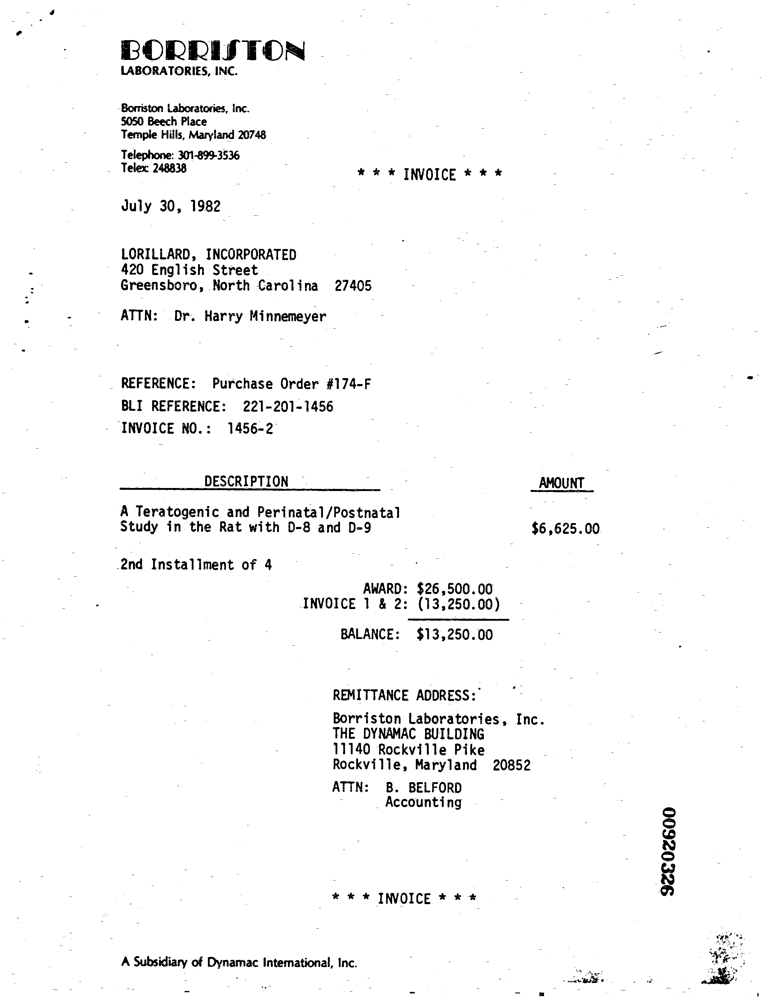 BORRISTON
LABORATORIES, INC.
Borriston Laboratories, Inc.
5050 Beech Place
Temple Hills, Maryland 20748
Telephone: 301-899-3536
Telex: 248838
* * * INVOICE * * *
July 30, 1982
LORILLARD, INCORPORATED
420 English Street
Greensboro, North Carolina 27405
ATTN: Dr. Harry Minnemeyer
REFERENCE: Purchase Order #174-F
BLI REFERENCE: 221-201-1456
INVOICE NO.: 1456-2
DESCRIPTION AMOUNT
A Teratogenic and Perinatal/Postnatal
Study in the Rat with D-8 and D-9 $6,625.00
2nd Installment of 4
AWARD: $26,500.00
INVOICE 1 & 2: (13,250.00)
BALANCE: $13,250.00
REMITTANCE ADDRESS:
Borriston Laboratories, Inc.
THE DYNAMAC BUILDING
11140 Rockville Pike
Rockville, Maryland 20852
ATTN: B. BELFORD
Accounting
00920326
* * * INVOICE * * *
A Subsidiary of Dynamac International, Inc.